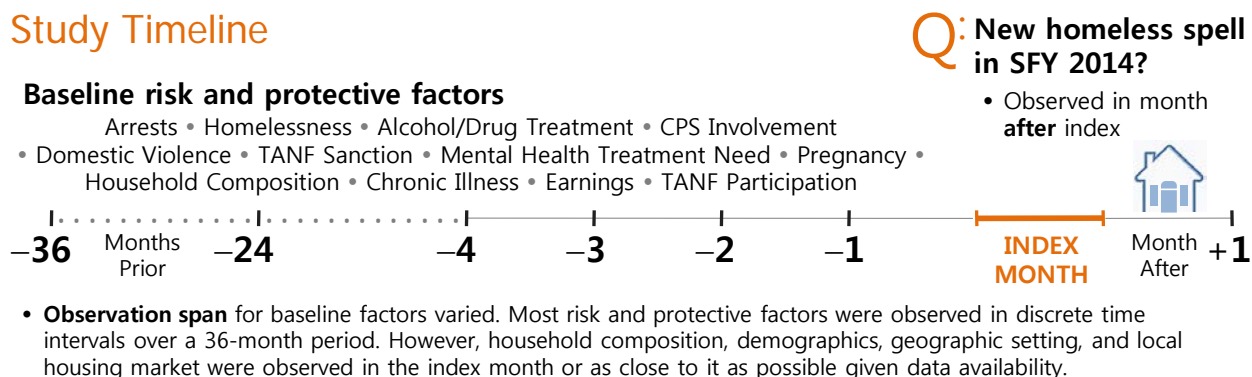 Study Timeline
Q: New homeless spell
in SFY 2014?
• Observed in month
after index
Baseline risk and protective factors
Arrests • Homelessness • Alcohol/Drug Treatment • CPS Involvement
• Domestic Violence • TANF Sanction • Mental Health Treatment Need • Pregnancy •
Household Composition • Chronic Illness • Earnings • TANF Participation
–36 Months –24 –4 –3 –2 –1 INDEX Month +1
Prior MONTH After
• Observation span for baseline factors varied. Most risk and protective factors were observed in discrete time
intervals over a 36-month period. However, household composition, demographics, geographic setting, and local
housing market were observed in the index month or as close to it as possible given data availability.